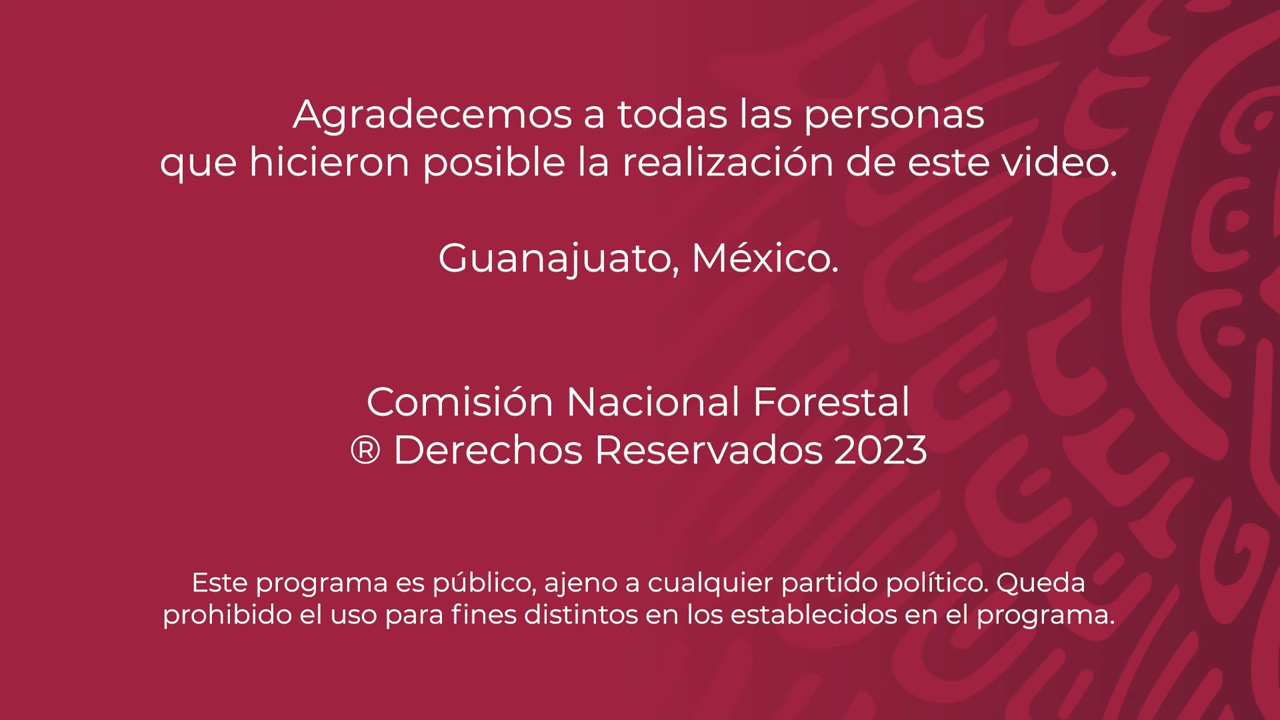 Agradecemos a todas las personas
que hicieron posible la realización de este video.
Guanajuato, México.
Comisión Nacional Forestal
® Derechos Reservados 2023
Este programa es público, ajeno a cualquier partido político. Queda
prohibido el uso para fines distintos en los establecidos en el programa.